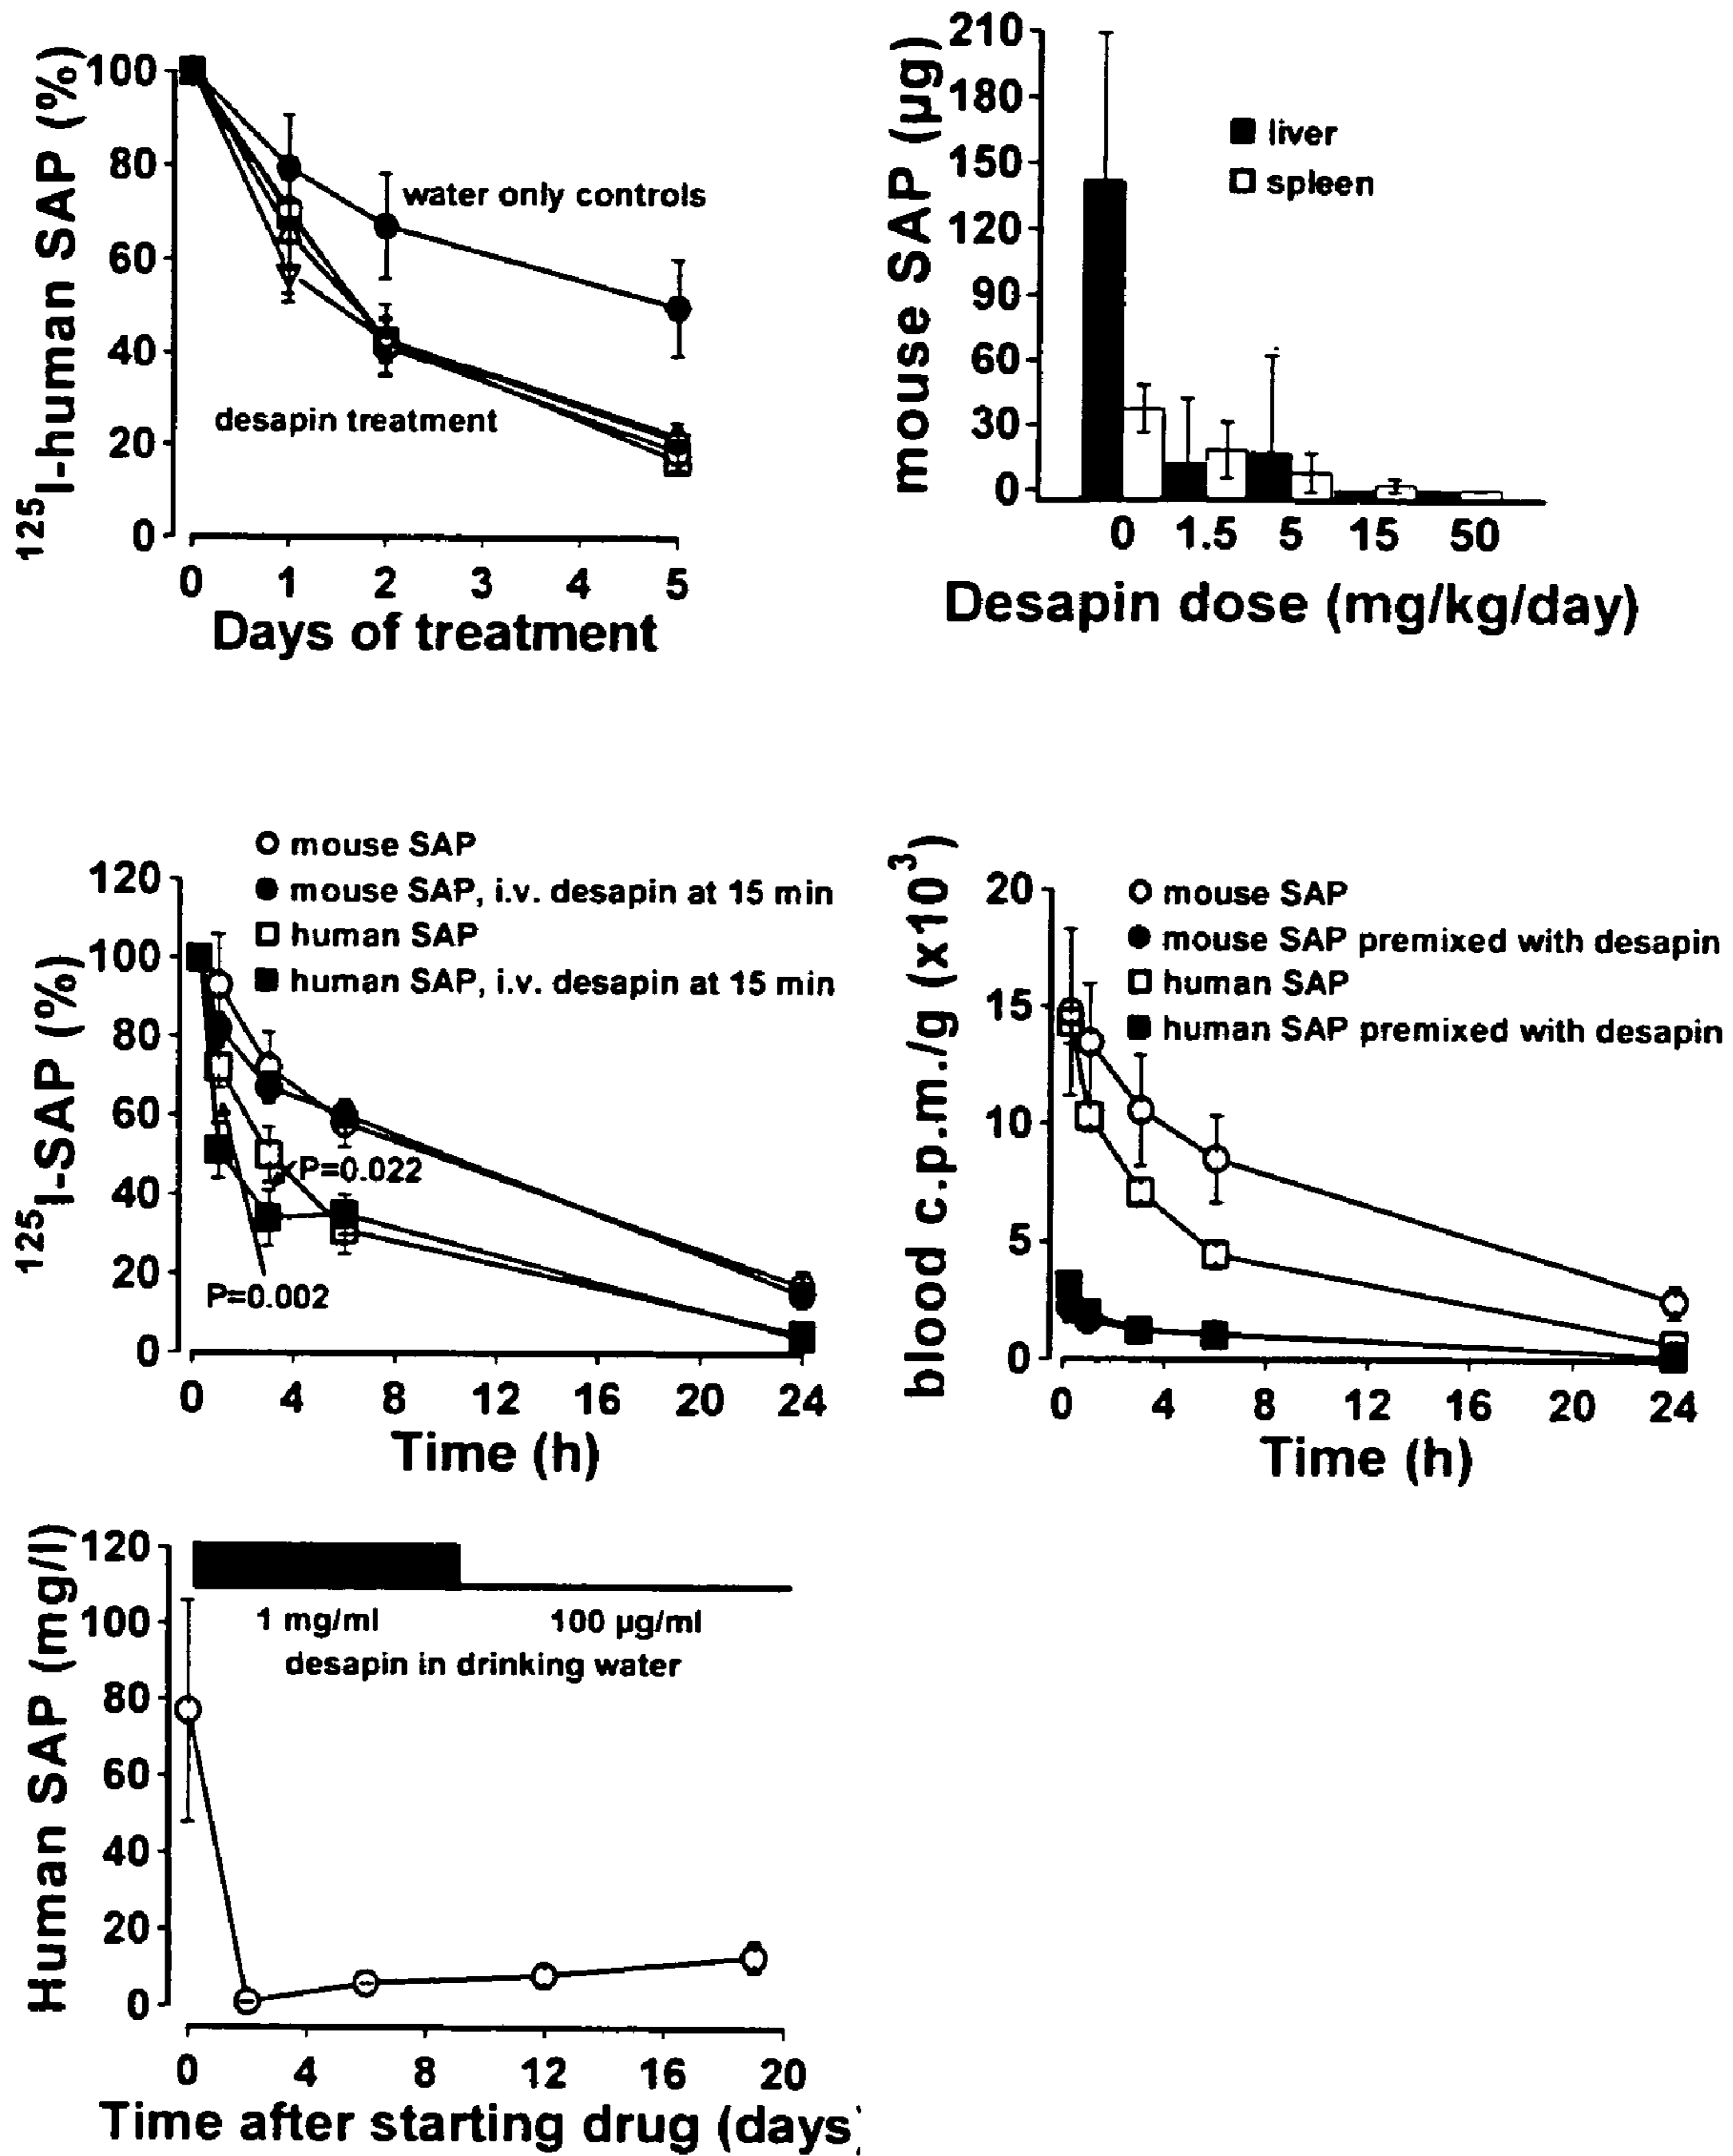 ¹²⁵I-human SAP (%)
100
80
60
40
20
0
water only controls
desapin treatment
0 1 2 3 4 5
Days of treatment
mouse SAP (µg)
210
180
150
120
90
60
30
0
liver
spleen
0 1.5 5 15 50
Desapin dose (mg/kg/day)
¹²⁵I-SAP (%)
120
100
80
60
40
20
0
mouse SAP
mouse SAP, i.v. desapin at 15 min
human SAP
human SAP, i.v. desapin at 15 min
P=0.022
P=0.002
0 4 8 12 16 20 24
Time (h)
blood c.p.m./g (x10³)
20
15
10
5
0
mouse SAP
mouse SAP premixed with desapin
human SAP
human SAP premixed with desapin
0 4 8 12 16 20 24
Time (h)
Human SAP (mg/l)
120
100
80
60
40
20
0
1 mg/ml 100 µg/ml
desapin in drinking water
0 4 8 12 16 20
Time after starting drug (days)